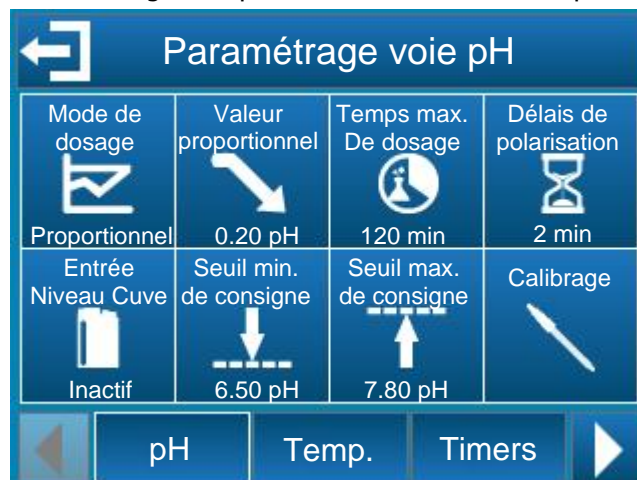 Paramétrage voie pH
Mode de
dosage
Proportionnel
Valeur
proportionnel
0.20 pH
Temps max.
De dosage
120 min
Délais de
polarisation
2 min
Entrée
Niveau Cuve
Inactif
Seuil min.
de consigne
6.50 pH
Seuil max.
de consigne
7.80 pH
Calibrage
pH
Temp.
Timers